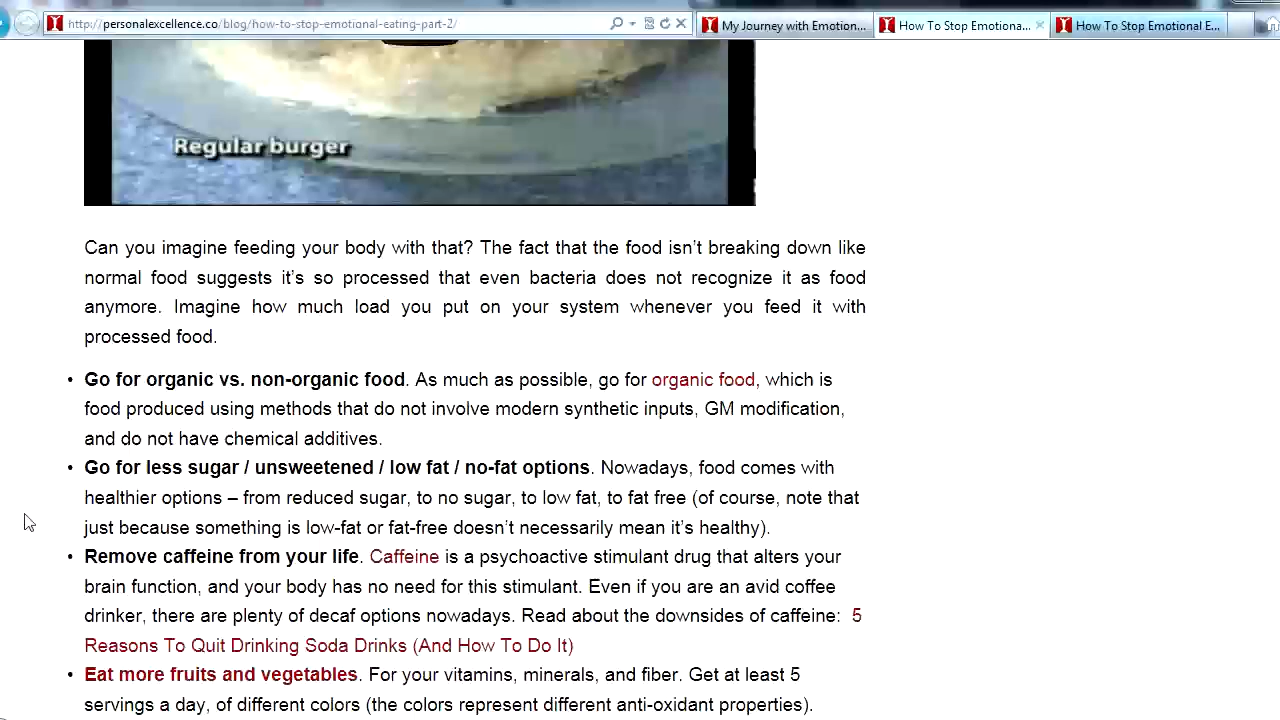 http://personalexcellence.co/blog/how-to-stop-emotional-eating-part-2/
My Journey with Emotion...
How To Stop Emotiona...
How To Stop Emotional E...
Regular burger
Can you imagine feeding your body with that? The fact that the food isn't breaking down like
normal food suggests it's so processed that even bacteria does not recognize it as food
anymore. Imagine how much load you put on your system whenever you feed it with
processed food.
• Go for organic vs. non-organic food. As much as possible, go for organic food, which is
food produced using methods that do not involve modern synthetic inputs, GM modification,
and do not have chemical additives.
• Go for less sugar / unsweetened / low fat / no-fat options. Nowadays, food comes with
healthier options – from reduced sugar, to no sugar, to low fat, to fat free (of course, note that
just because something is low-fat or fat-free doesn't necessarily mean it's healthy).
• Remove caffeine from your life. Caffeine is a psychoactive stimulant drug that alters your
brain function, and your body has no need for this stimulant. Even if you are an avid coffee
drinker, there are plenty of decaf options nowadays. Read about the downsides of caffeine: 5
Reasons To Quit Drinking Soda Drinks (And How To Do It)
• Eat more fruits and vegetables. For your vitamins, minerals, and fiber. Get at least 5
servings a day, of different colors (the colors represent different anti-oxidant properties).